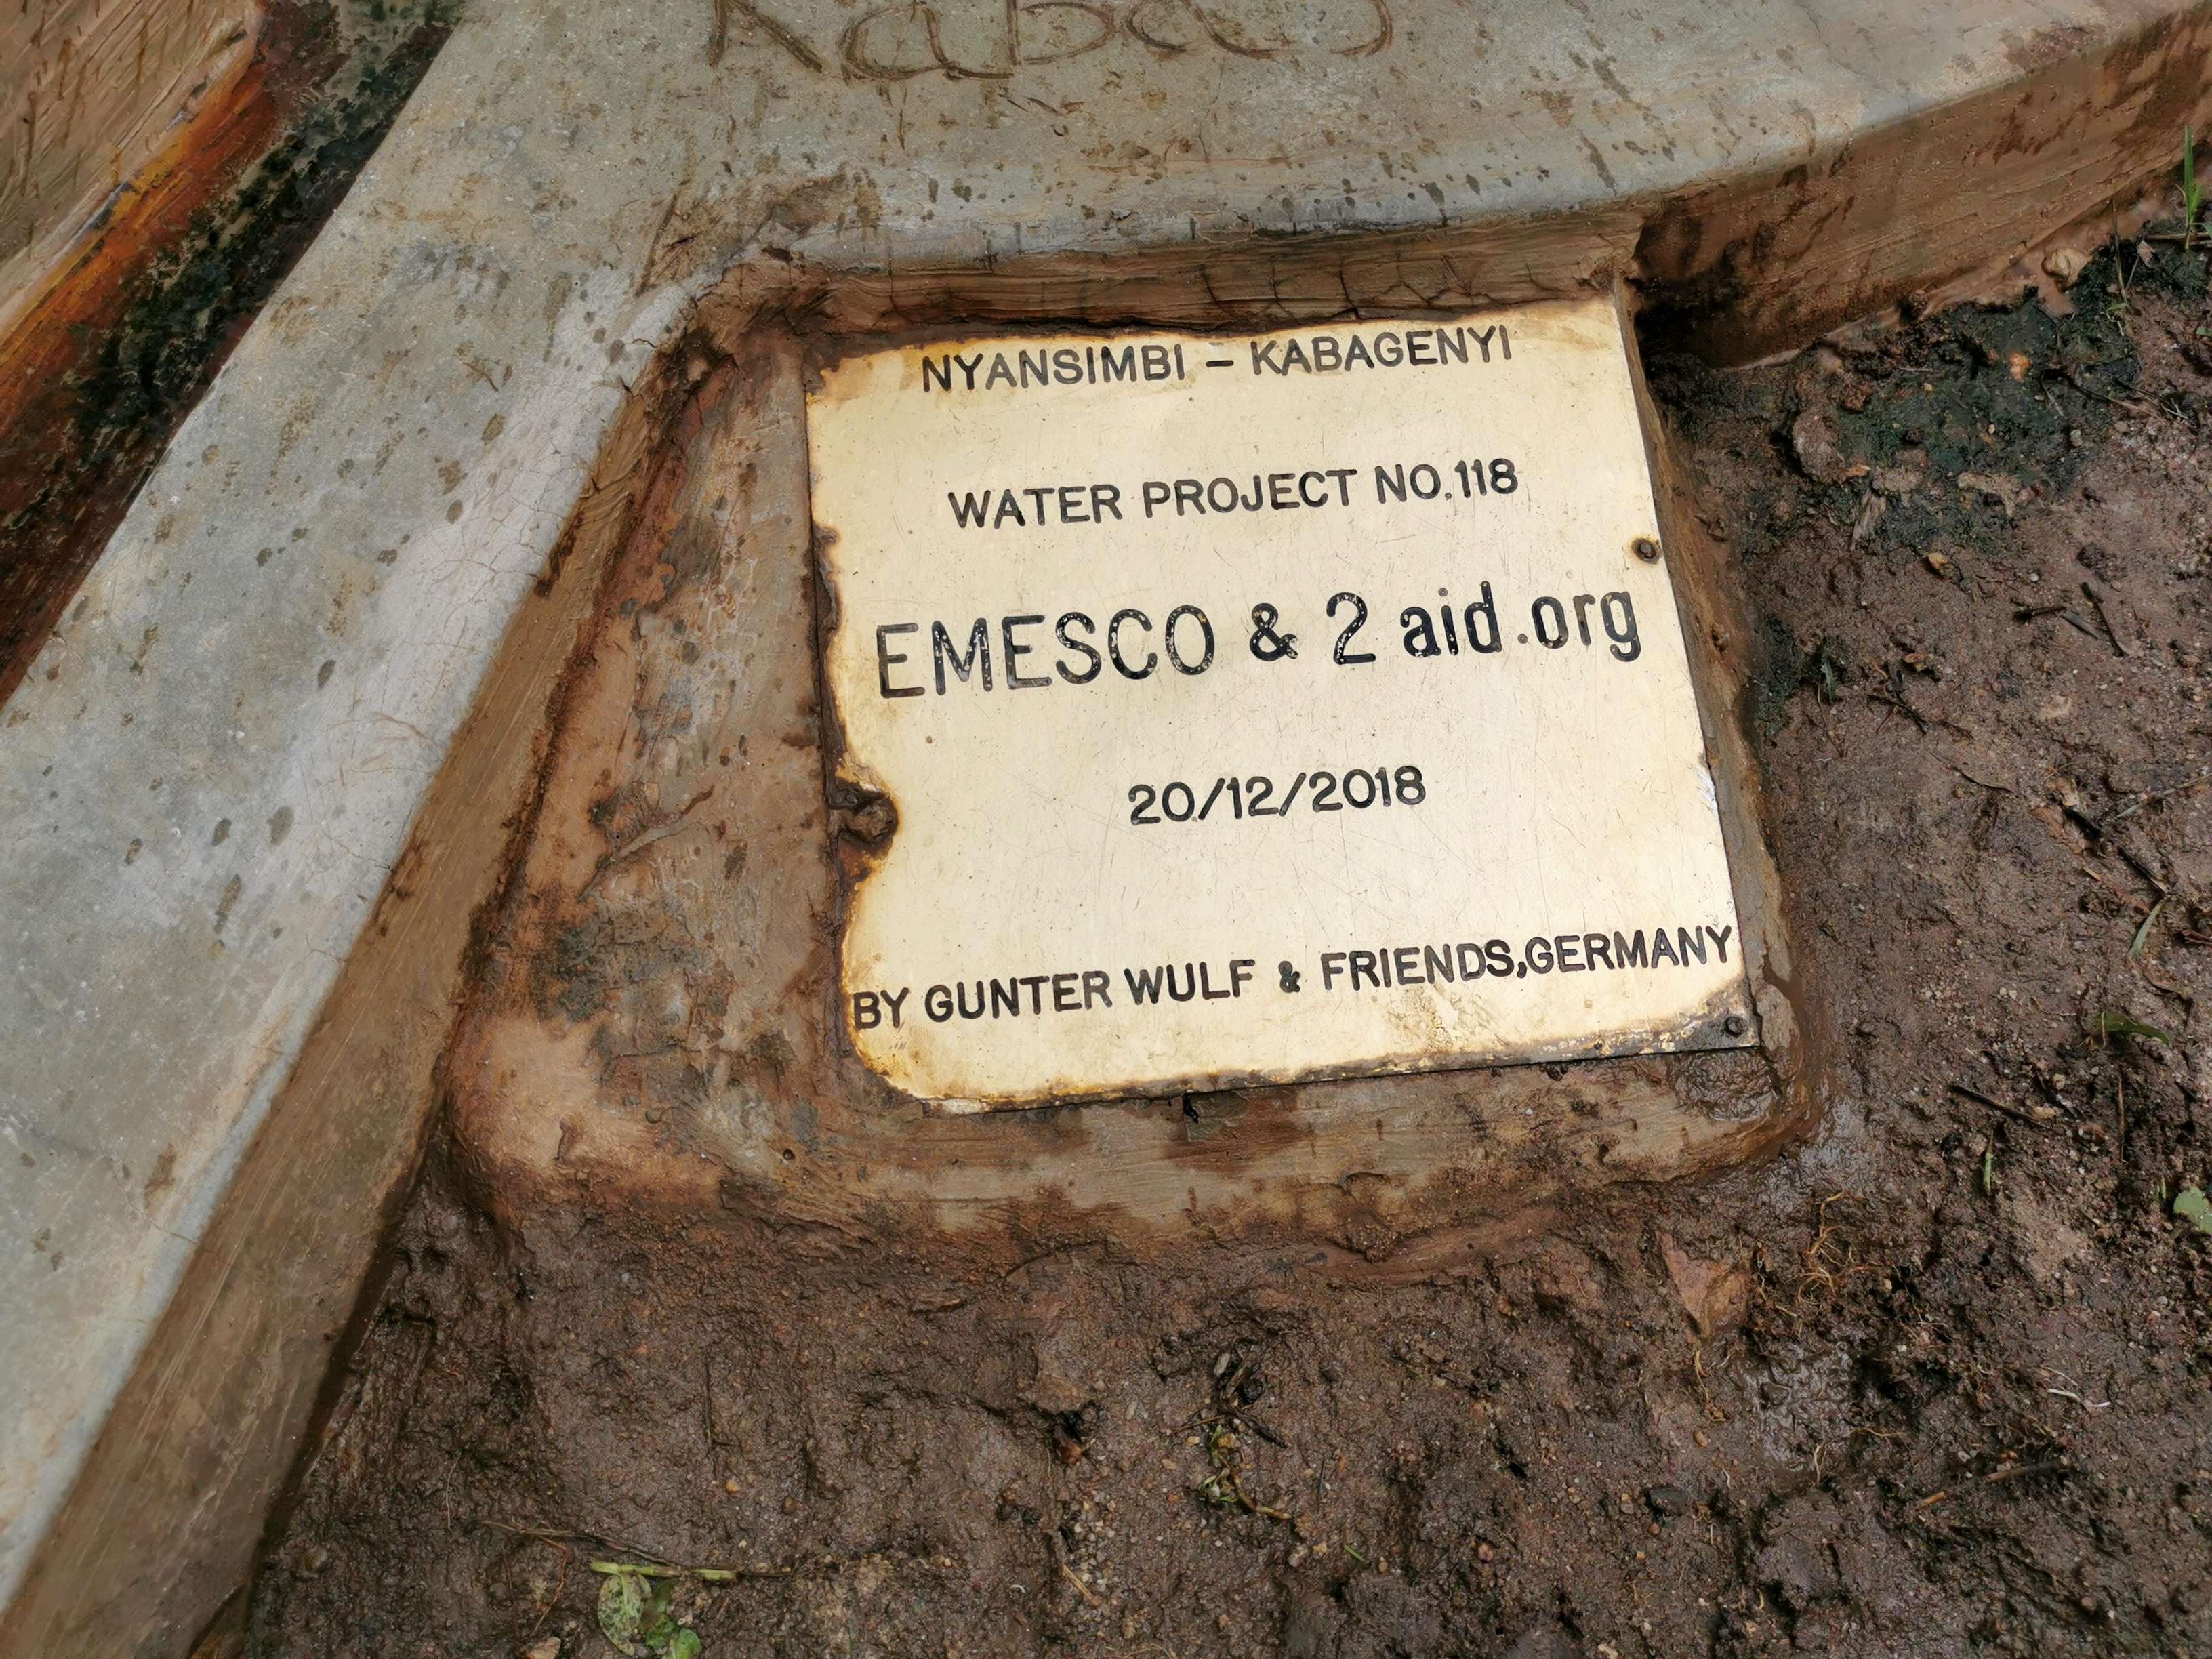 NYANSIMBI – KABAGENYI
WATER PROJECT NO.118
EMESCO & 2 aid.org
20/12/2018
BY GUNTER WULF & FRIENDS,GERMANY